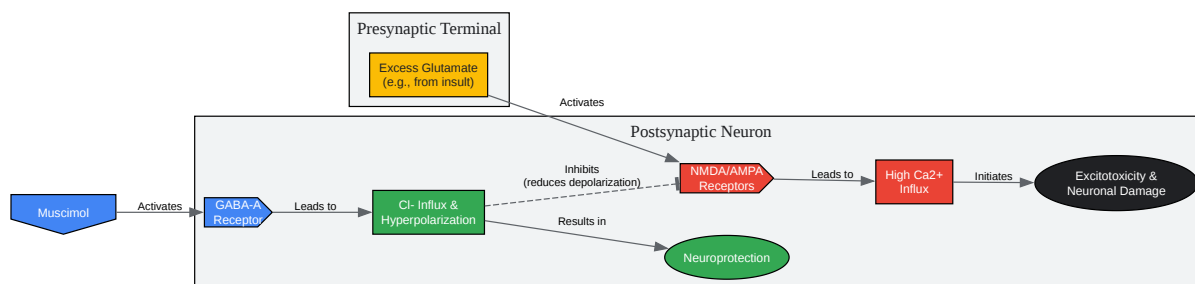 Presynaptic Terminal
Excess Glutamate
(e.g., from insult)
Activates
Postsynaptic Neuron
Muscimol
Activates
GABA-A
Receptor
Leads to
Cl- Influx &
Hyperpolarization
Inhibits
(reduces depolarization)
NMDA/AMPA
Receptors
Leads to
High Ca2+
Influx
Initiates
Excitotoxicity &
Neuronal Damage
Results in
Neuroprotection